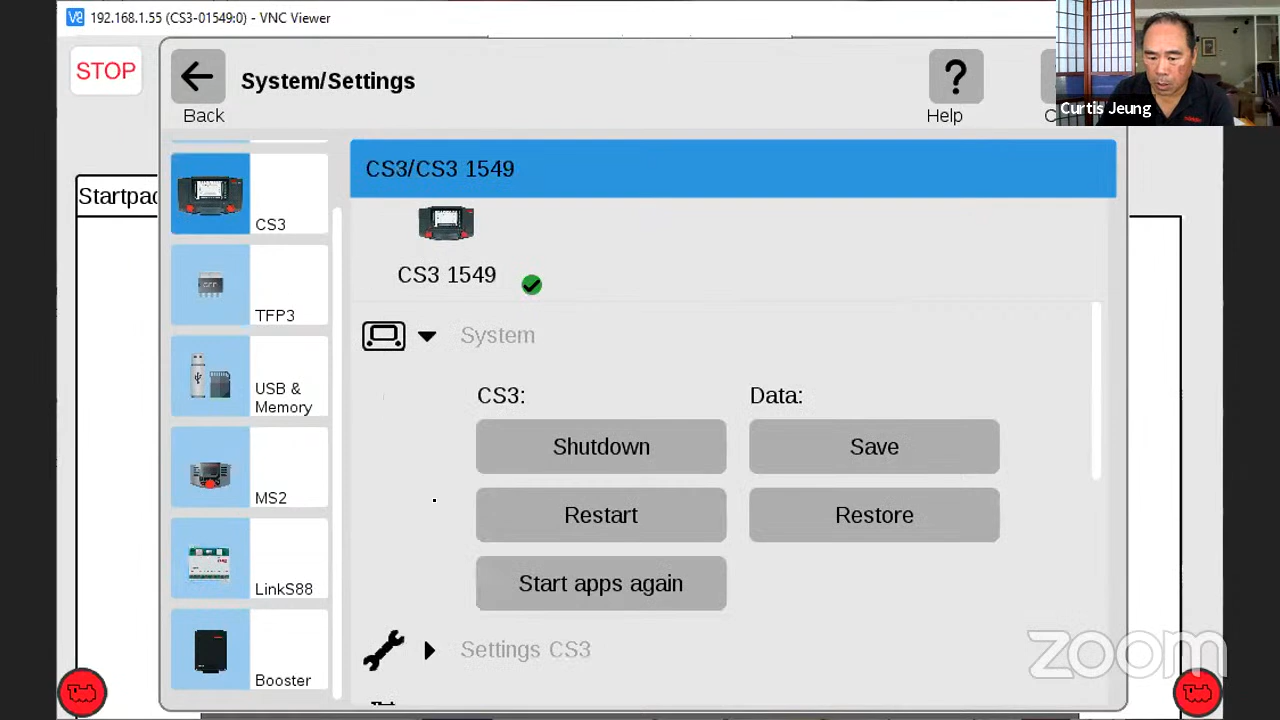 192.168.1.55 (CS3-01549:0) - VNC Viewer
STOP
System/Settings
Back
?
Help
Curtis Jeung
Startpad
CS3
TFP3
USB &
Memory
MS2
LinkS88
Booster
CS3/CS3 1549
CS3 1549
System
CS3:
Data:
Shutdown
Save
Restart
Restore
Start apps again
Settings CS3
zoom